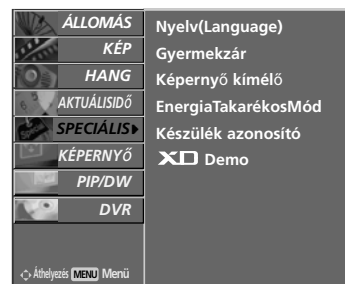 ÁLLOMÁS
KÉP
HANG
AKTUÁLISIDŐ
SPECIÁLIS
KÉPERNYŐ
PIP/DW
DVR
Áthelyezés MENU Menü
Nyelv(Language)
Gyermekzár
Képernyő kímélő
EnergiaTakarékosMód
Készülék azonosító
XD Demo